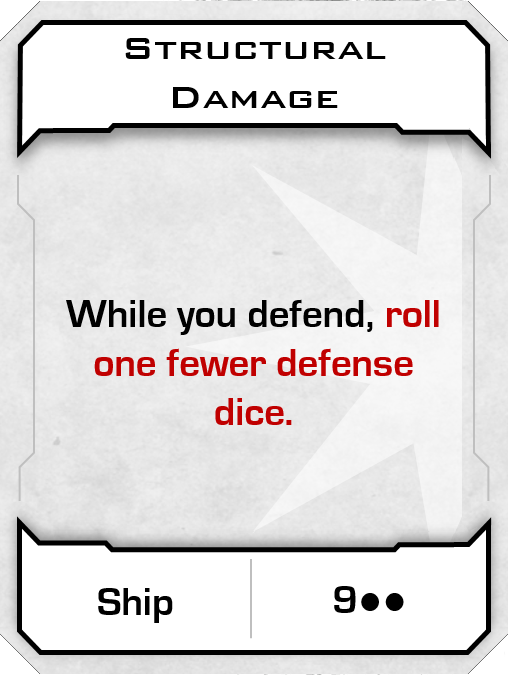 Structural
Damage
While you defend, roll
one fewer defense
dice.
Ship
9●●